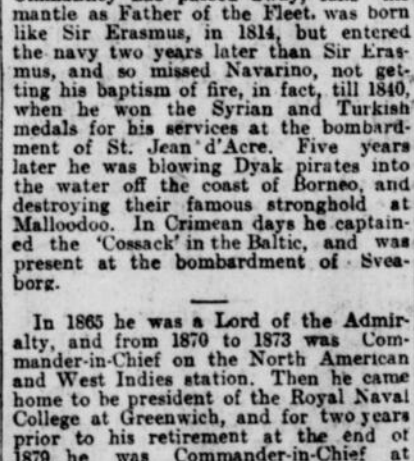 mantle as Father of the Fleet. was born
like Sir Erasmus, in 1814, but entered
the navy two years later than Sir Eras-
mus, and so missed Navarino, not get-
ting his baptism of fire, in fact, till 1840,
when he won the Syrian and Turkish
medals for his services at the bombard-
ment of St. Jean d'Acre. Five years
later he was blowing Dyak pirates into
the water off the coast of Borneo, and
destroying their famous stronghold at
Malloodoo. In Crimean days he captain-
ed the 'Cossack' in the Baltic, and was
present at the bombardment of Svea-
borg.
In 1865 he was a Lord of the Admir-
alty, and from 1870 to 1873 was Com-
mander-in-Chief on the North American
and West Indies station. Then he came
home to be president of the Royal Naval
College at Greenwich, and for two years
prior to his retirement at the end of
1879 he was Commander-in-Chief at